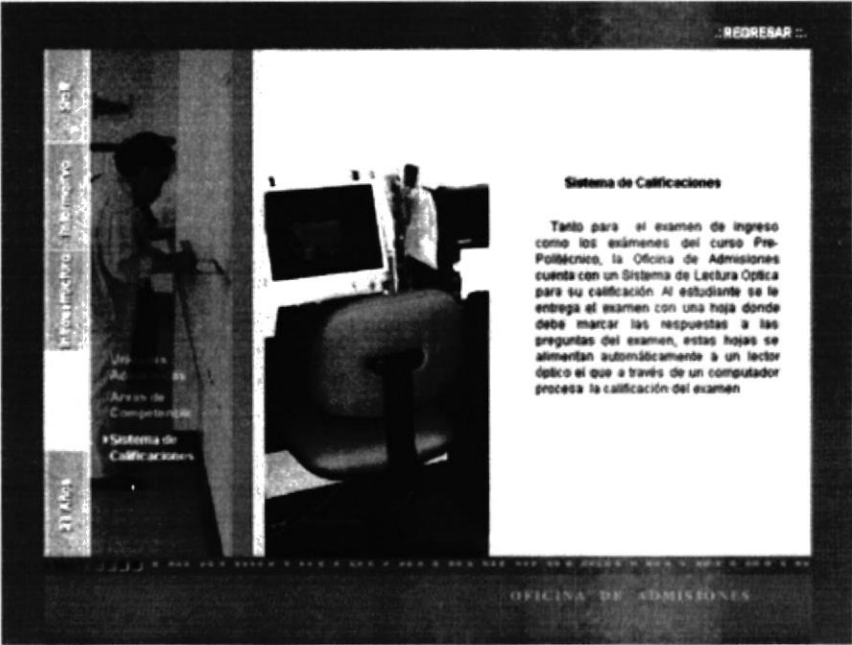 .: REGRESAR ::.
Sistema de Calificaciones
Tanto para el examen de ingreso
como los exámenes del curso Pre-
Politécnico, la Oficina de Admisiones
cuenta con un Sistema de Lectura Optica
para su calificación. Al estudiante se le
entrega el examen con una hoja donde
debe marcar las respuestas a las
preguntas del examen, estas hojas se
alimentan automáticamente a un lector
óptico el que a través de un computador
procesa la calificación del examen
Informativo
Infraestructura
21 Años
Areas de
Competencia
Sistema de
Calificaciones
OFICINA DE ADMISIONES